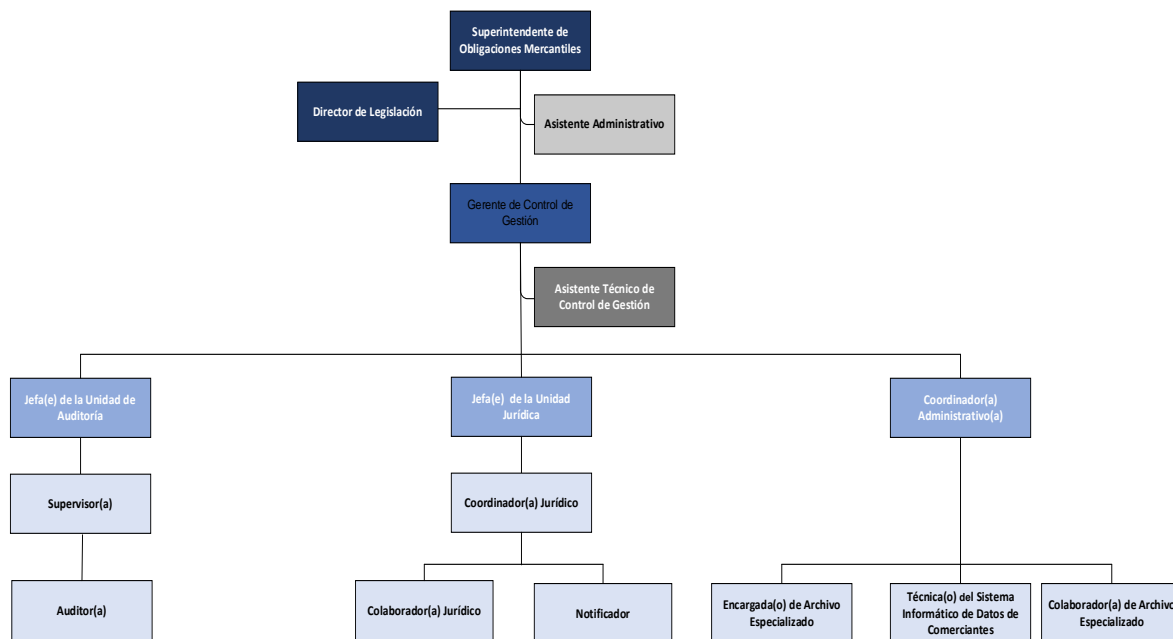 Superintendente de
Obligaciones Mercantiles
Director de Legislación
Asistente Administrativo
Gerente de Control de
Gestión
Asistente Técnico de
Control de Gestión
Jefa(e) de la Unidad de
Auditoría
Jefa(e) de la Unidad
Jurídica
Coordinador(a)
Administrativo(a)
Supervisor(a)
Coordinador(a) Jurídico
Auditor(a)
Colaborador(a) Jurídico
Notificador
Encargada(o) de Archivo
Especializado
Técnica(o) del Sistema
Informático de Datos de
Comerciantes
Colaborador(a) de Archivo
Especializado